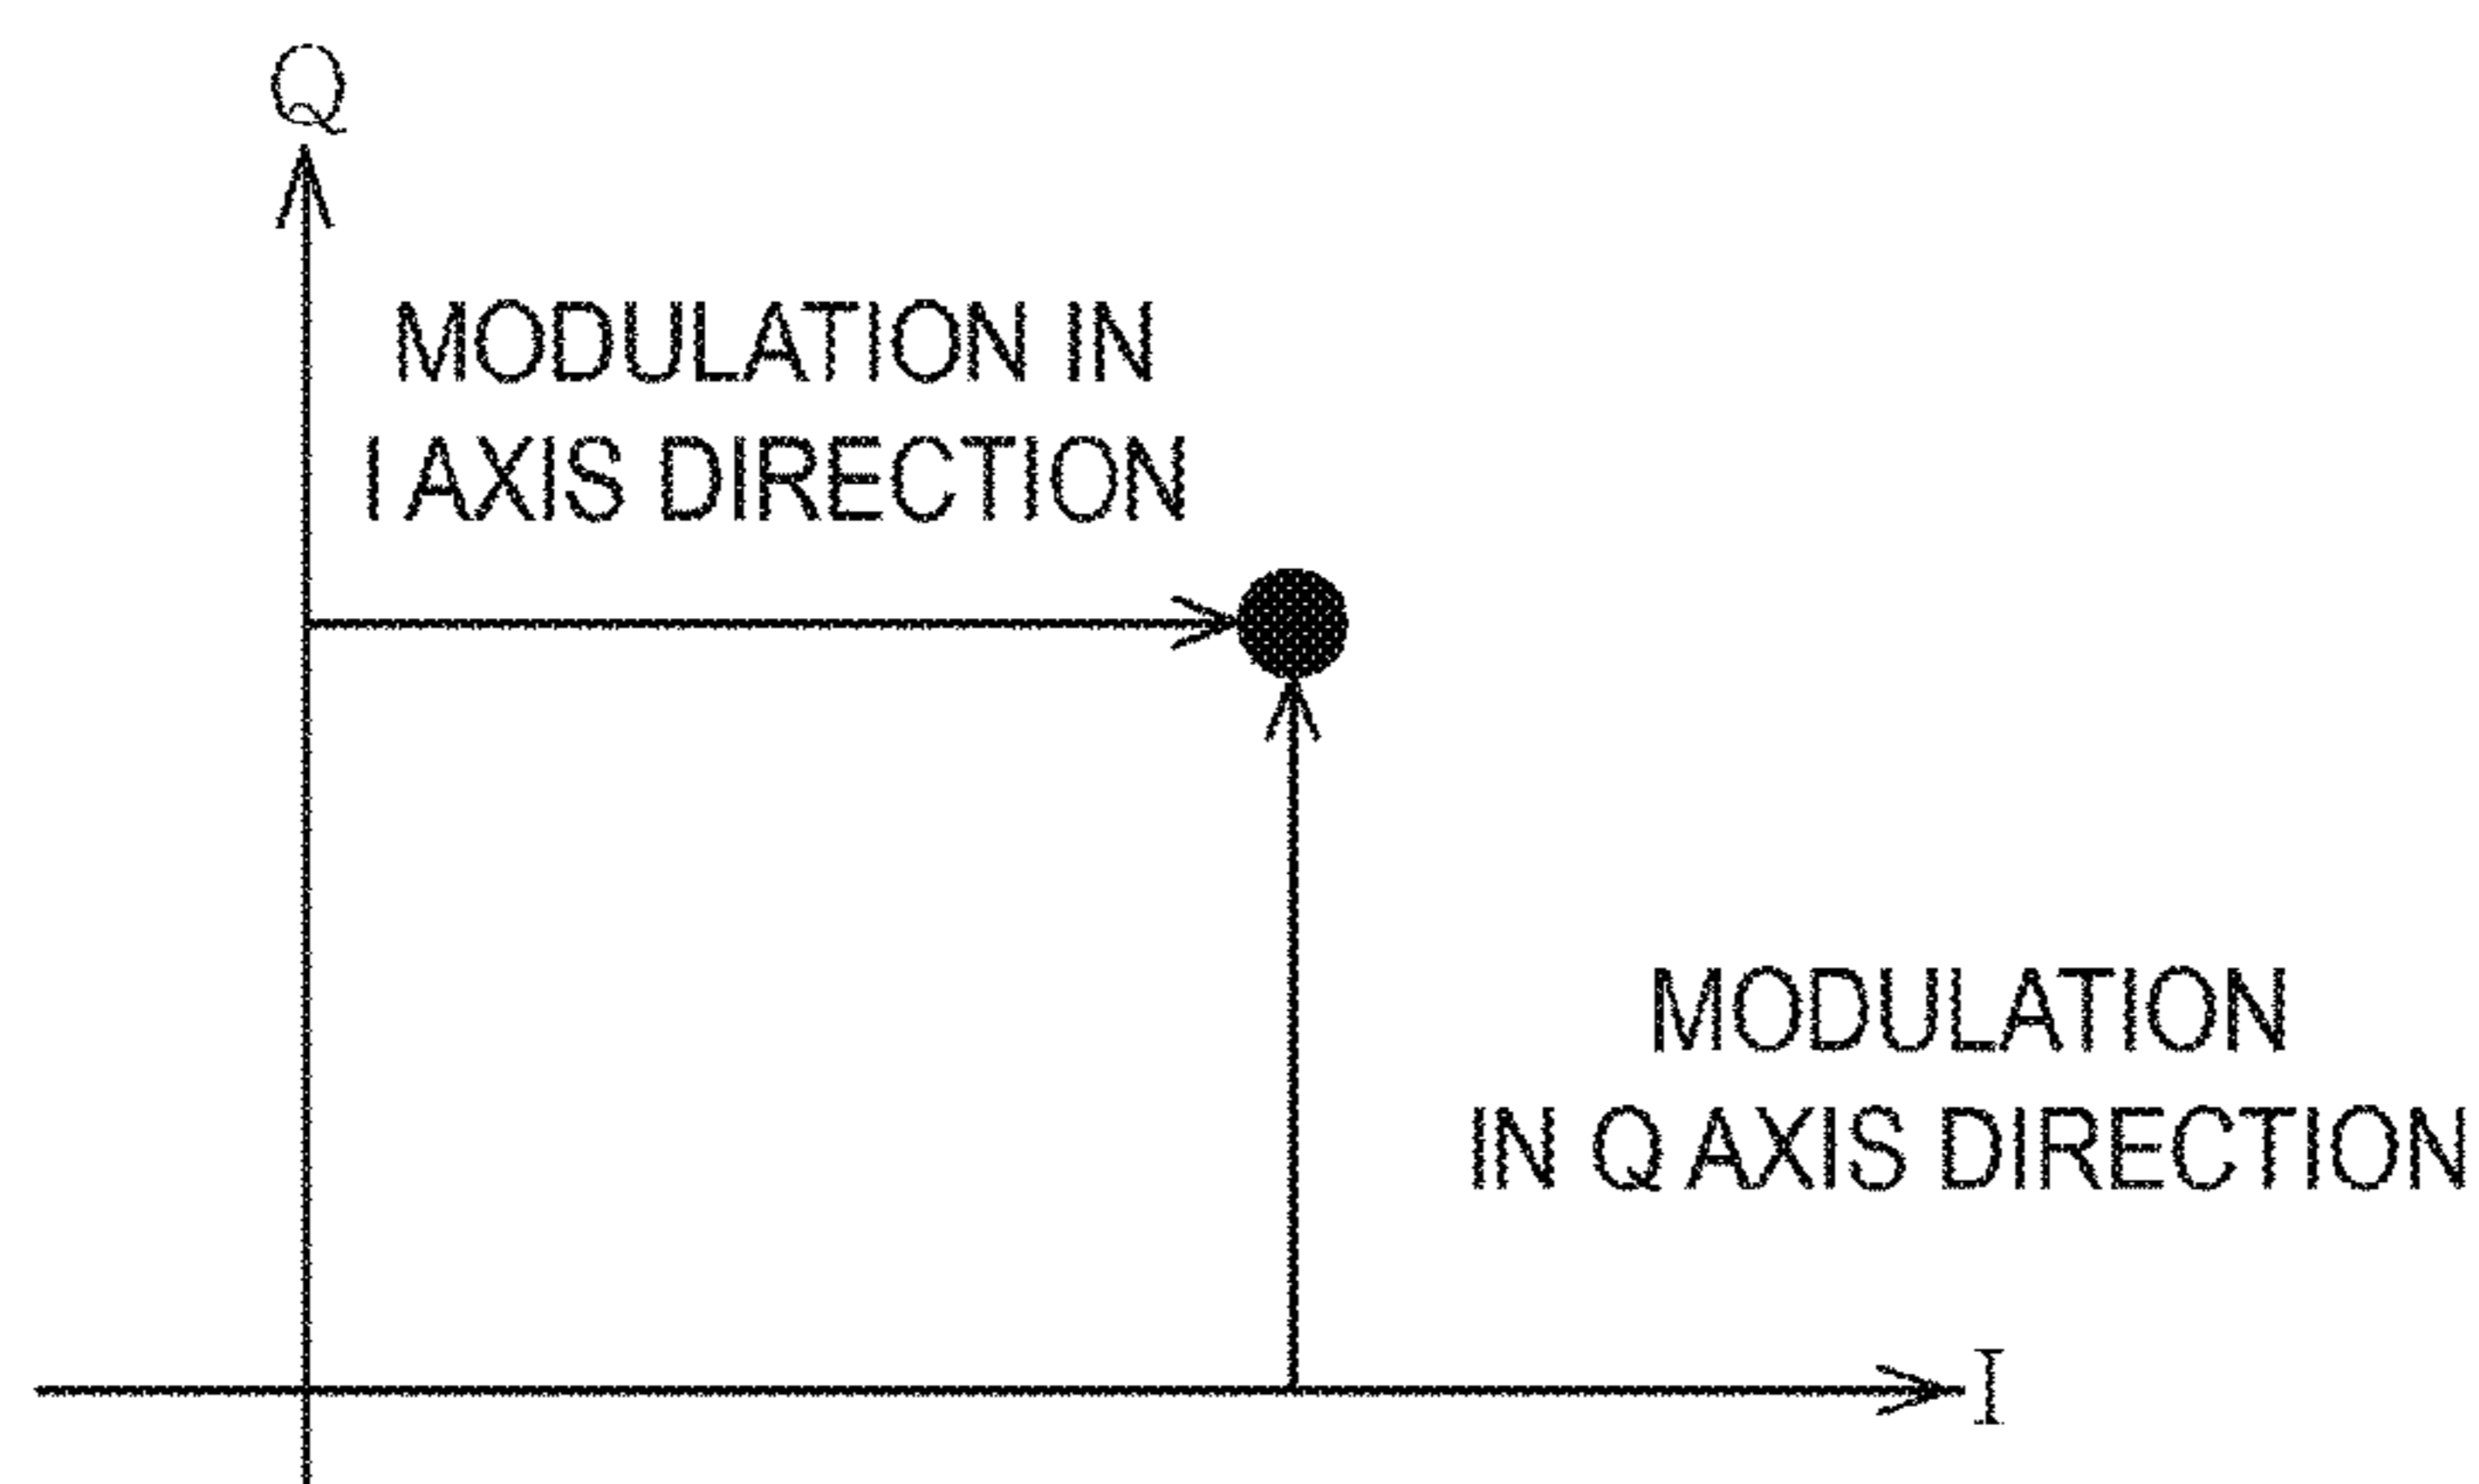 Q
MODULATION IN
I AXIS DIRECTION
MODULATION
IN Q AXIS DIRECTION
I